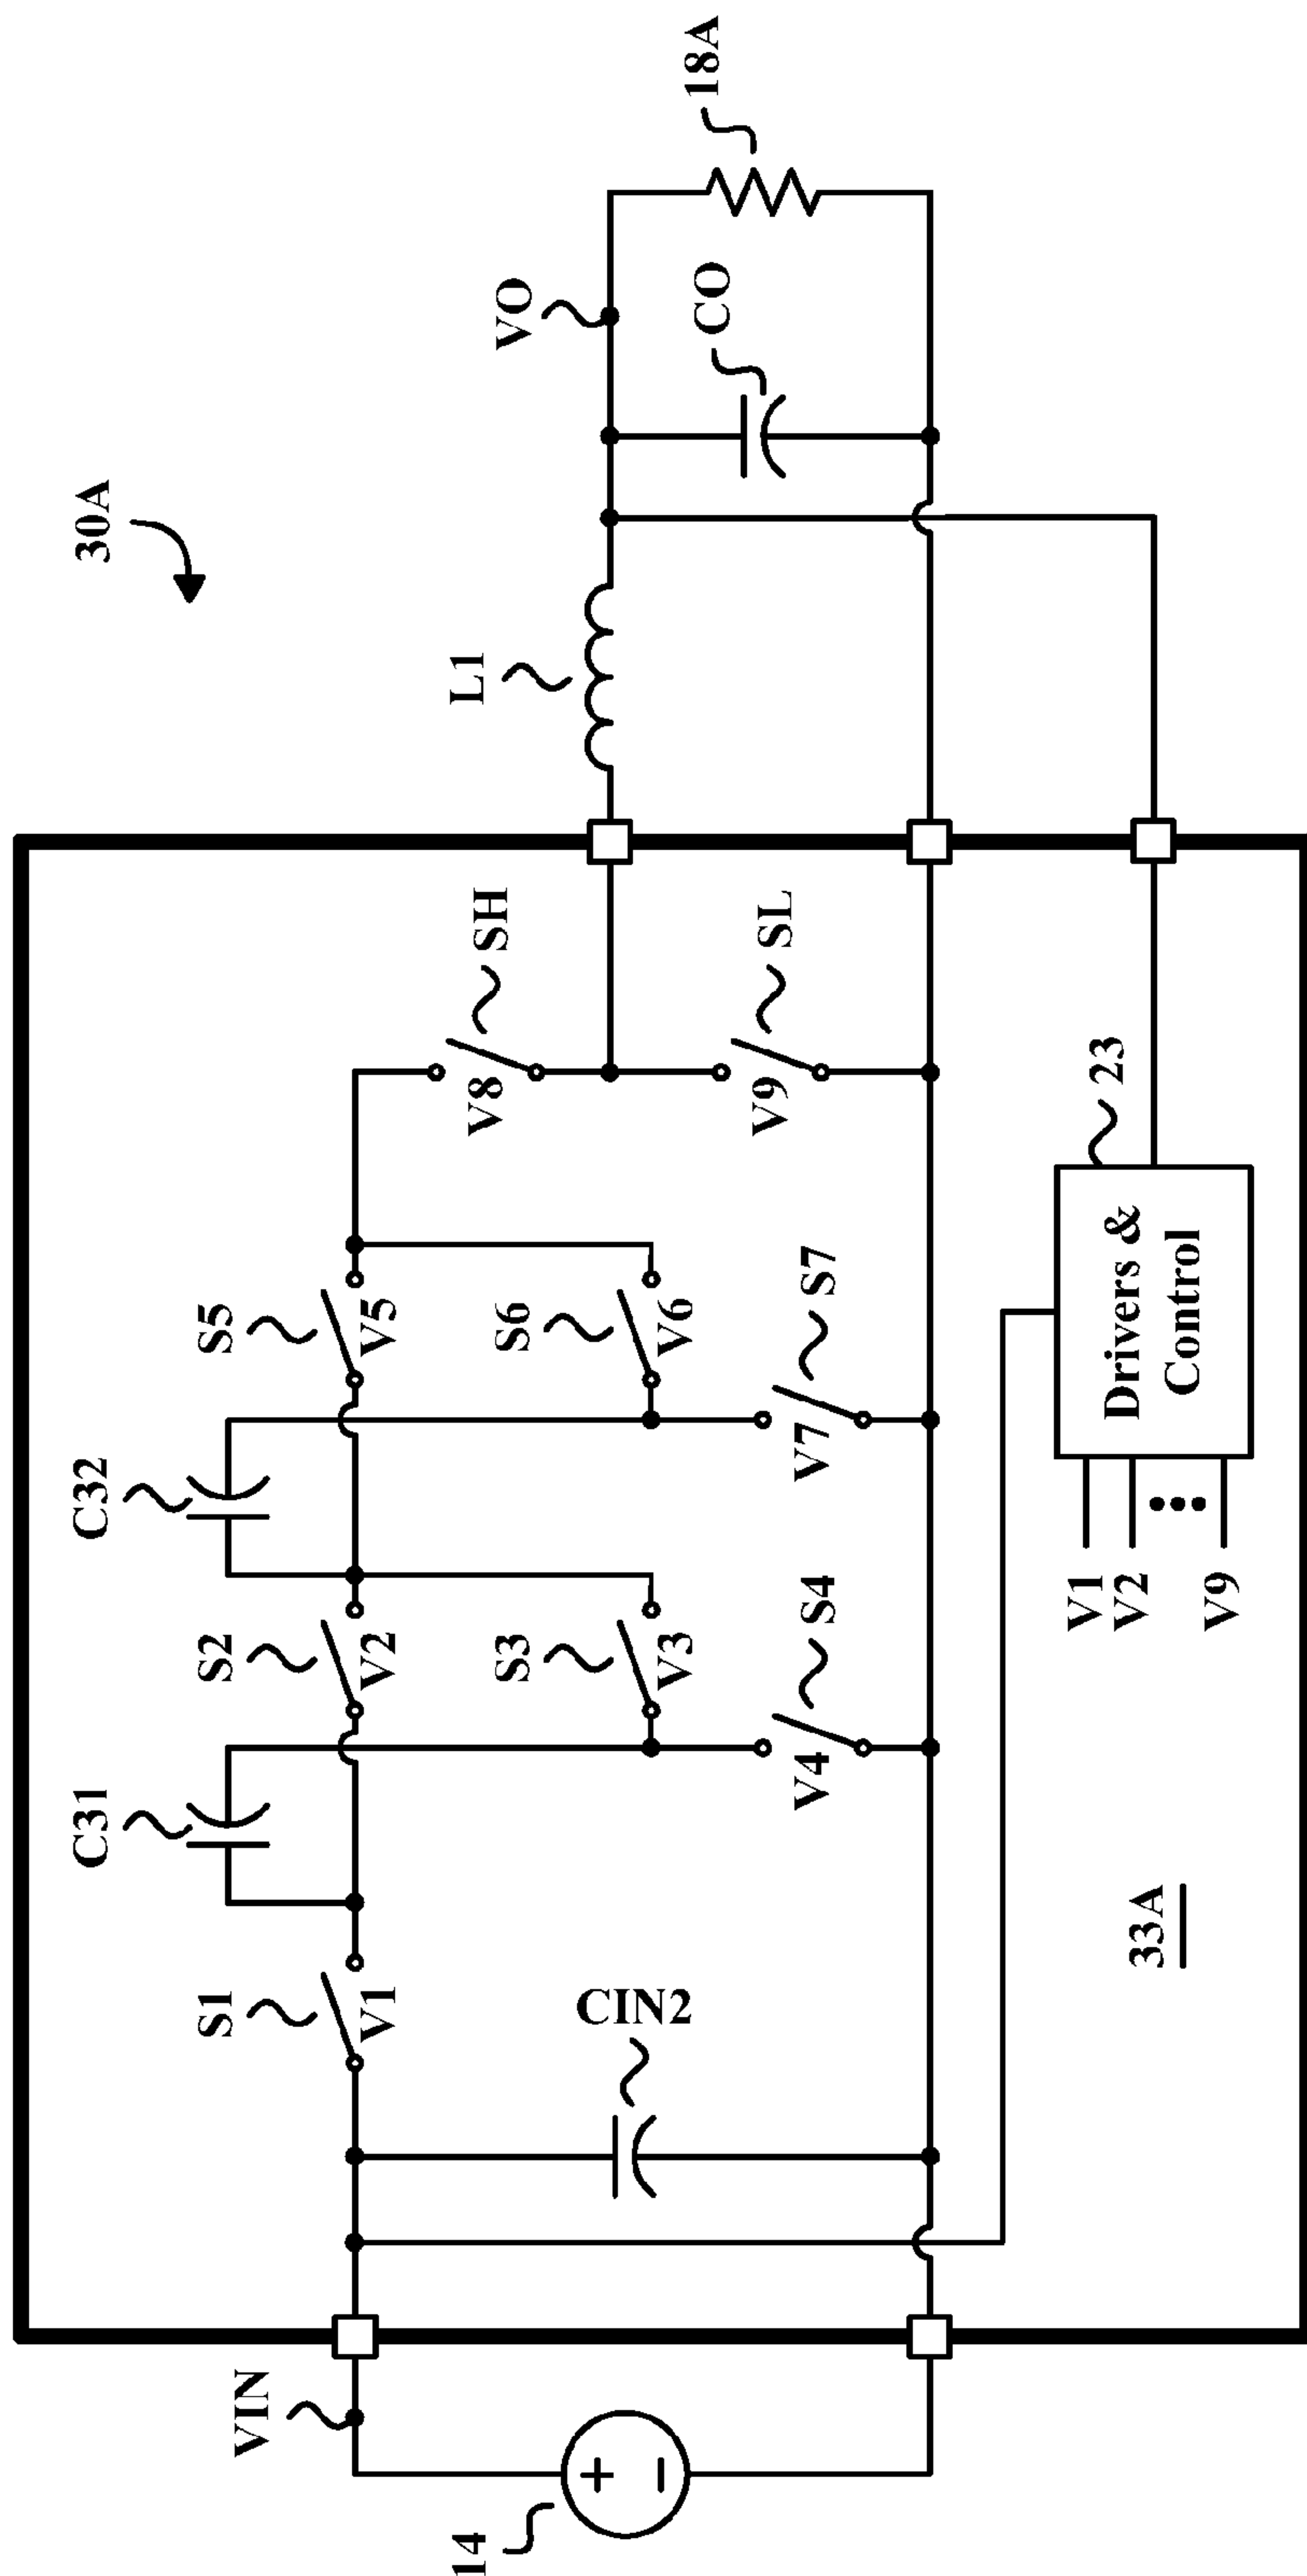 30A
14
VIN
S1
V1
CIN2
C31
S2
V2
S3
V3
S4
V4
C32
S5
V5
S6
V6
S7
V7
SH
V8
SL
V9
L1
VO
CO
18A
33A
23
Drivers &
Control
V1
V2
V9